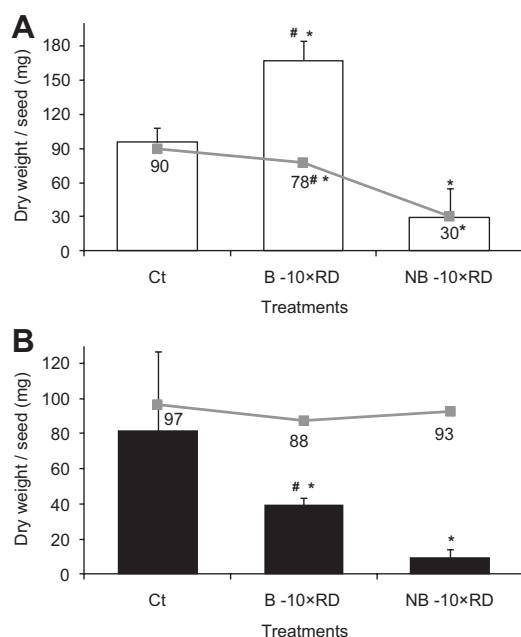 A
Dry weight / seed (mg)
180
150
120
90
60
30
0
# *
*
90
78# *
30*
Ct
B -10×RD
NB -10×RD
Treatments
B
Dry weight / seed (mg)
120
100
80
60
40
20
0
97
88
93
# *
*
Ct
B -10×RD
NB -10×RD
Treatments